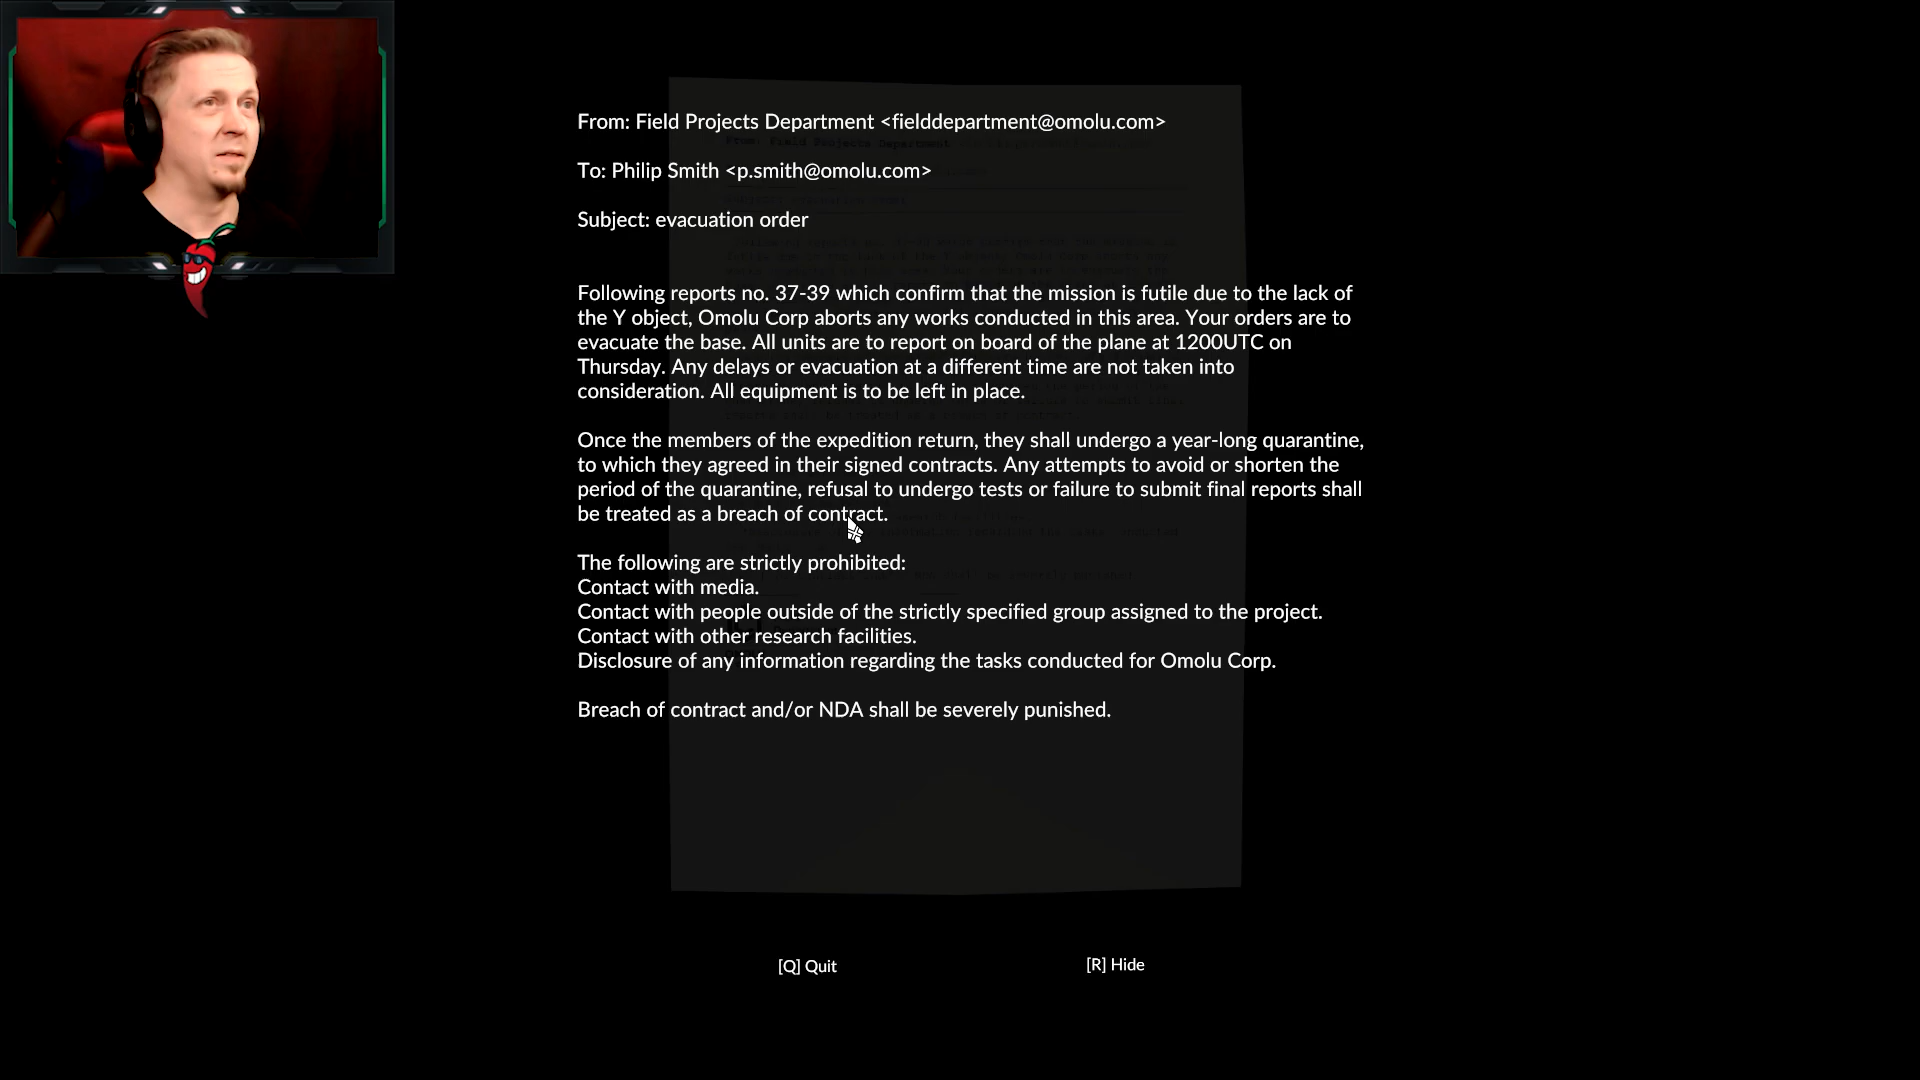 From: Field Projects Department <fielddepartment@omolu.com>
To: Philip Smith <p.smith@omolu.com>
Subject: evacuation order
Following reports no. 37-39 which confirm that the mission is futile due to the lack of
the Y object, Omolu Corp aborts any works conducted in this area. Your orders are to
evacuate the base. All units are to report on board of the plane at 1200UTC on
Thursday. Any delays or evacuation at a different time are not taken into
consideration. All equipment is to be left in place.
Once the members of the expedition return, they shall undergo a year-long quarantine,
to which they agreed in their signed contracts. Any attempts to avoid or shorten the
period of the quarantine, refusal to undergo tests or failure to submit final reports shall
be treated as a breach of contract.
The following are strictly prohibited:
Contact with media.
Contact with people outside of the strictly specified group assigned to the project.
Contact with other research facilities.
Disclosure of any information regarding the tasks conducted for Omolu Corp.
Breach of contract and/or NDA shall be severely punished.
[Q] Quit
[R] Hide